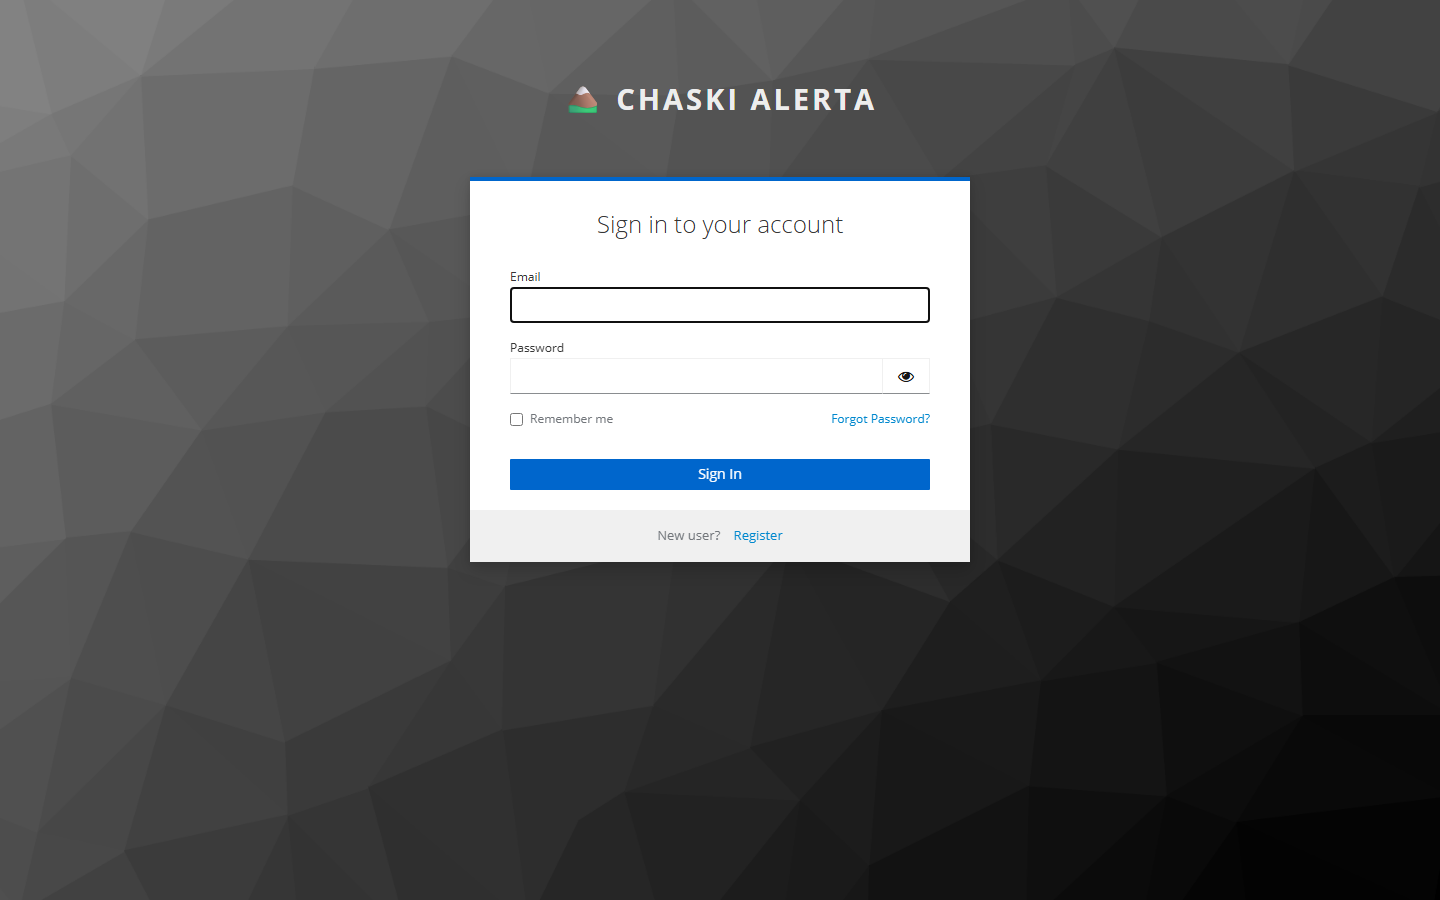 CHASKI ALERTA
Sign in to your account
Email
Password
Remember me
Forgot Password?
Sign In
New user? Register